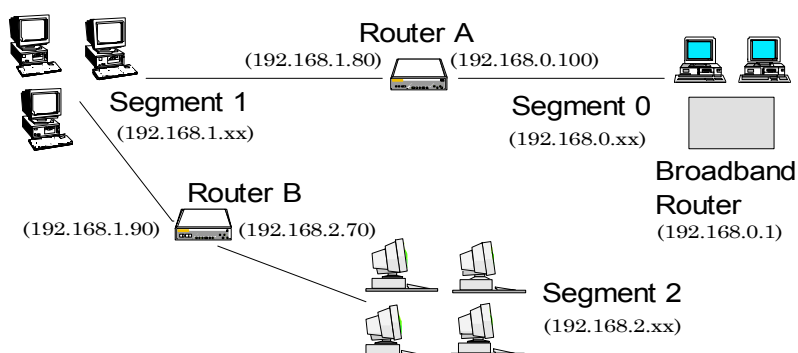 Router A
(192.168.1.80)
(192.168.0.100)
Segment 1
(192.168.1.xx)
Segment 0
(192.168.0.xx)
Broadband
Router
(192.168.0.1)
Router B
(192.168.1.90)
(192.168.2.70)
Segment 2
(192.168.2.xx)